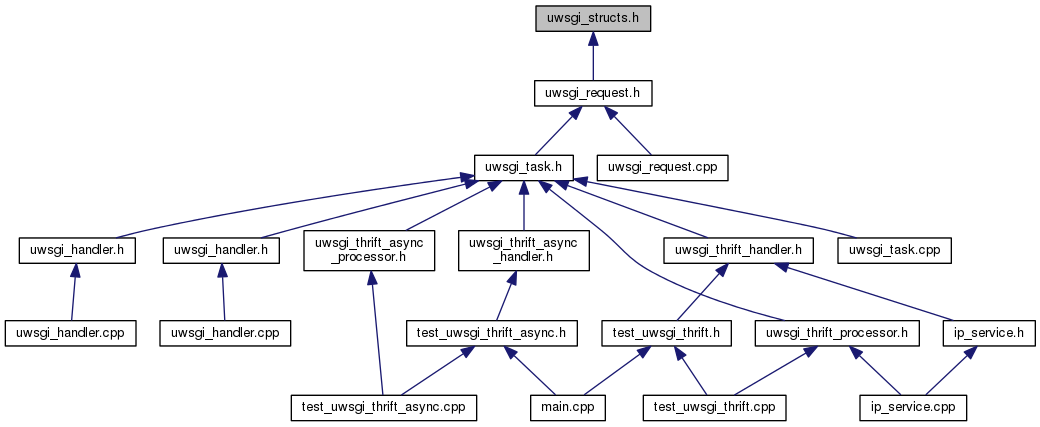 uwsgi_structs.h
uwsgi_request.h
uwsgi_task.h
uwsgi_request.cpp
uwsgi_handler.h
uwsgi_handler.h
uwsgi_thrift_async
_processor.h
uwsgi_thrift_async
_handler.h
uwsgi_thrift_handler.h
uwsgi_task.cpp
uwsgi_handler.cpp
uwsgi_handler.cpp
test_uwsgi_thrift_async.h
test_uwsgi_thrift.h
uwsgi_thrift_processor.h
ip_service.h
test_uwsgi_thrift_async.cpp
main.cpp
test_uwsgi_thrift.cpp
ip_service.cpp